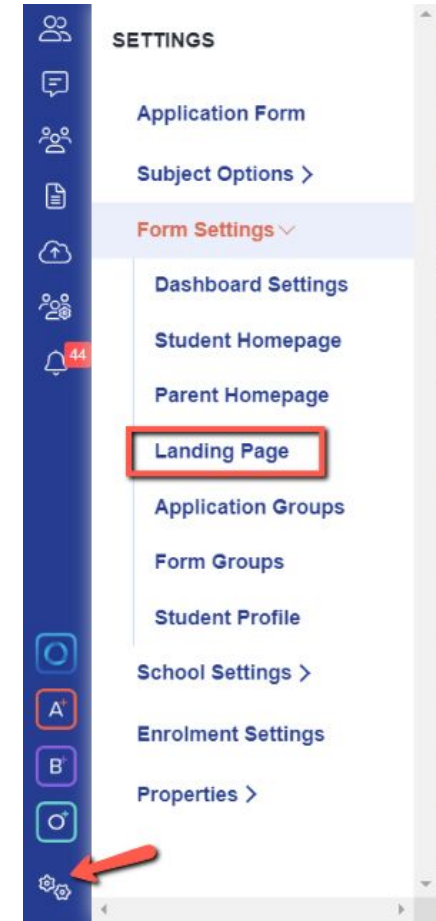 SETTINGS
Application Form
Subject Options >
Form Settings
Dashboard Settings
Student Homepage
Parent Homepage
Landing Page
Application Groups
Form Groups
Student Profile
School Settings >
Enrolment Settings
Properties >
44
A+
B+
O+